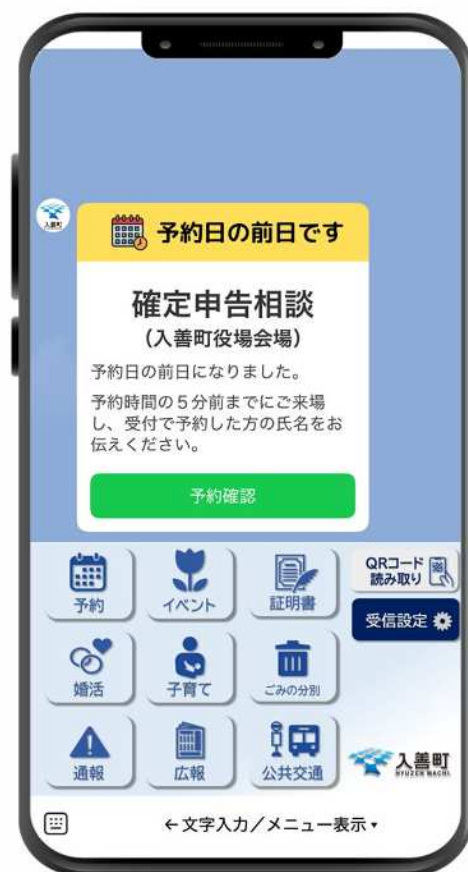 入善町
予約日の前日です
確定申告相談
（入善町役場会場）
予約日の前日になりました。
予約時間の５分前までにご来場
し、受付で予約した方の氏名をお
伝えください。
予約確認
予約
イベント
証明書
QRコード
読み取り
受信設定
婚活
子育て
ごみの分別
通報
広報
公共交通
入善町
NYUZEN MACHI
←文字入力／メニュー表示▼